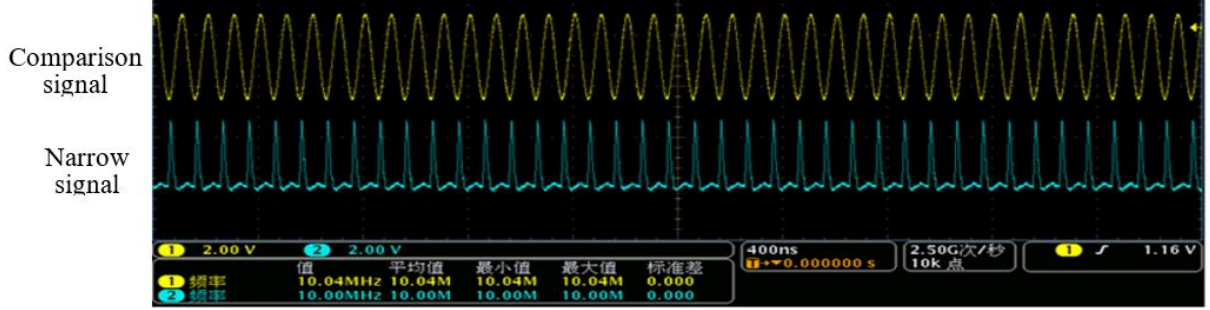 Comparison
signal
Narrow
signal
1 2.00 V 2 2.00 V 400ns 2.50G次/秒 1 1.16 V
T→▼0.000000 s 10k 点
值 平均值 最小值 最大值 标准差
1 频率 10.04MHz 10.04M 10.04M 10.04M 0.000
2 频率 10.00MHz 10.00M 10.00M 10.00M 0.000